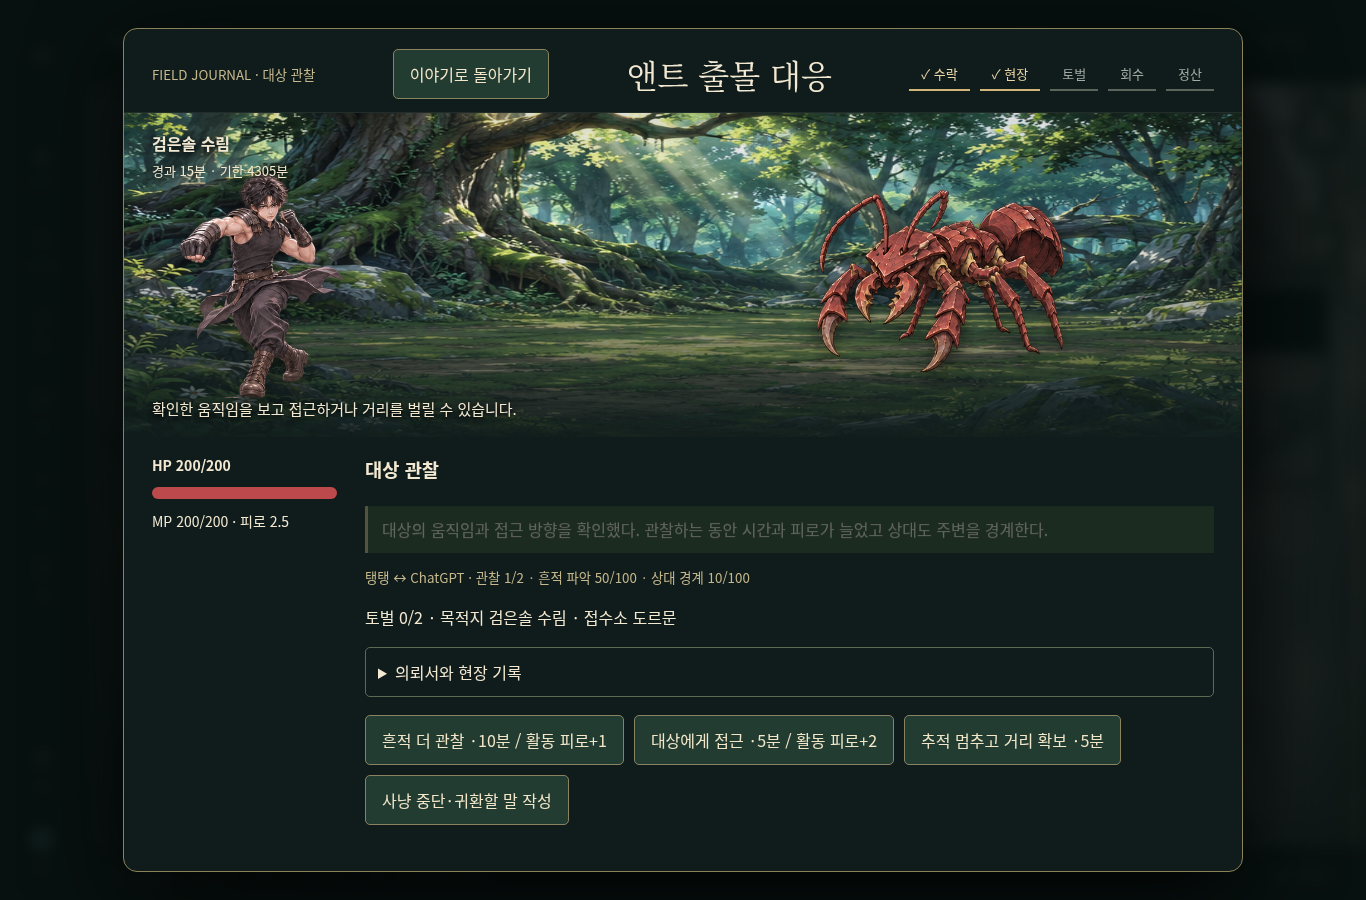 FIELD JOURNAL · 대상 관찰
이야기로 돌아가기
앤트 출몰 대응
✓ 수락
✓ 현장
토벌
회수
정산
검은솔 수림
경과 15분 · 기한 4305분
확인한 움직임을 보고 접근하거나 거리를 벌릴 수 있습니다.
HP 200/200
MP 200/200 · 피로 2.5
대상 관찰
대상의 움직임과 접근 방향을 확인했다. 관찰하는 동안 시간과 피로가 늘었고 상대도 주변을 경계한다.
탱탱 ↔ ChatGPT · 관찰 1/2 · 흔적 파악 50/100 · 상대 경계 10/100
토벌 0/2 · 목적지 검은솔 수림 · 접수소 도르문
▶ 의뢰서와 현장 기록
흔적 더 관찰 · 10분 / 활동 피로+1
대상에게 접근 · 5분 / 활동 피로+2
추적 멈추고 거리 확보 · 5분
사냥 중단·귀환할 말 작성